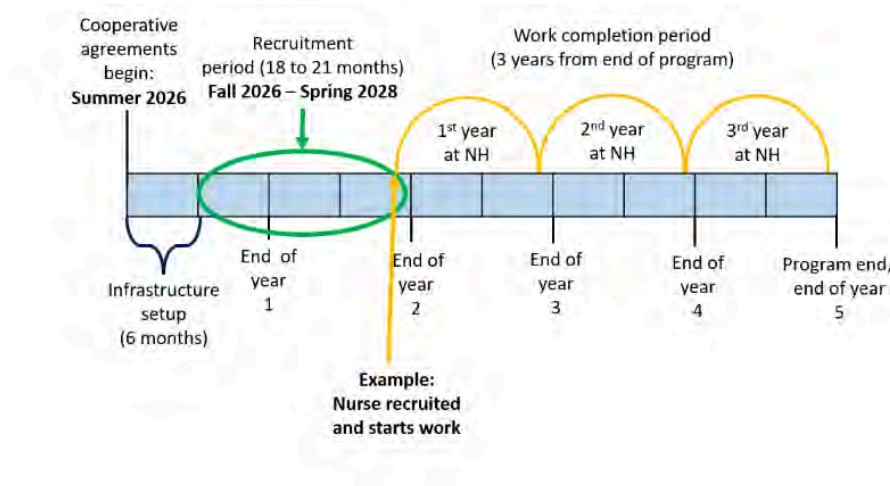 Cooperative
agreements
begin:
Summer 2026
Recruitment
period (18 to 21 months)
Fall 2026 – Spring 2028
Work completion period
(3 years from end of program)
1st year
at NH
2nd year
at NH
3rd year
at NH
Infrastructure
setup
(6 months)
End of
year
1
End of
year
2
End of
year
3
End of
year
4
Program end,
end of year
5
Example:
Nurse recruited
and starts work